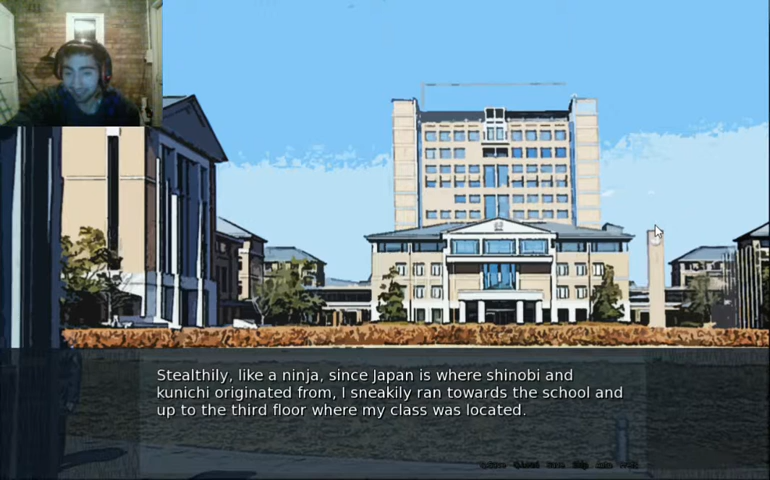 Stealthily, like a ninja, since Japan is where shinobi and
kunichi originated from, I sneakily ran towards the school and
up to the third floor where my class was located.